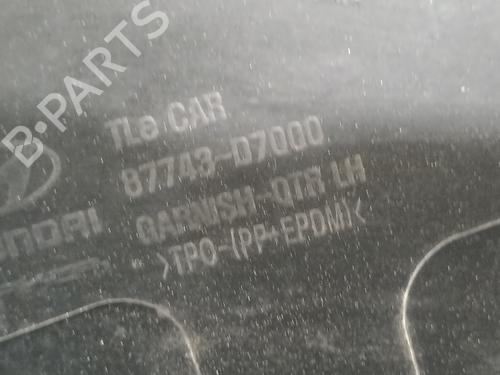 B-PARTS
TLe CAR
87743-D7000
GARNISH-QTR LH
>TPO-(PP+EPDM)<